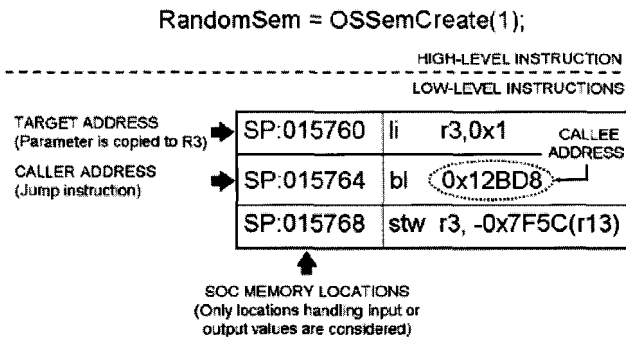 RandomSem = OSSemCreate(1);
HIGH-LEVEL INSTRUCTION
LOW-LEVEL INSTRUCTIONS
TARGET ADDRESS
(Parameter is copied to R3)
SP:015760 li r3,0x1
CALLEE
ADDRESS
CALLER ADDRESS
(Jump instruction)
SP:015764 bl 0x12BD8
SP:015768 stw r3, -0x7F5C(r13)
SOC MEMORY LOCATIONS
(Only locations handling input or
output values are considered)